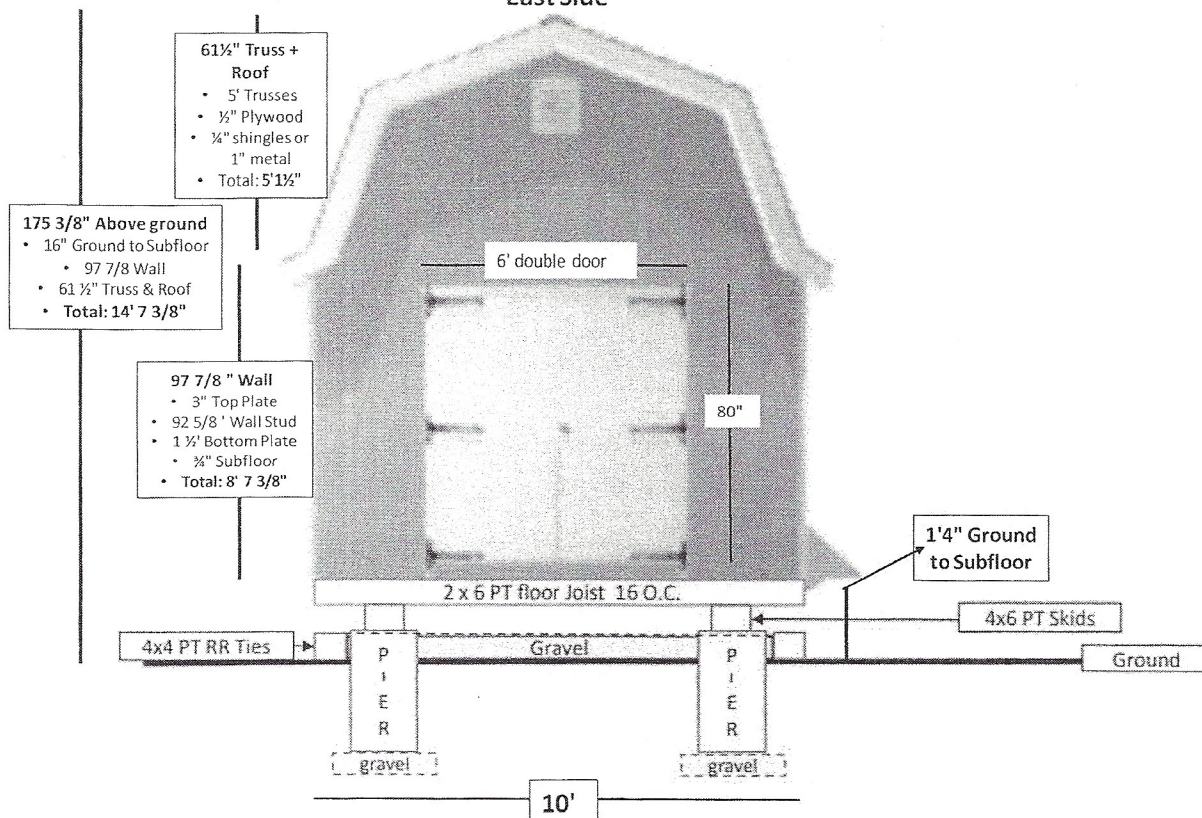 East Side
61½" Truss +
Roof
• 5' Trusses
• ½" Plywood
• ¼" shingles or
1" metal
• Total: 5'1½"
175 3/8" Above ground
• 16" Ground to Subfloor
• 97 7/8 Wall
• 61 ½" Truss & Roof
• Total: 14' 7 3/8"
6' double door
97 7/8 " Wall
• 3" Top Plate
• 92 5/8 ' Wall Stud
• 1 ½' Bottom Plate
• ¾" Subfloor
• Total: 8' 7 3/8"
80"
1'4" Ground
to Subfloor
2 x 6 PT floor Joist 16 O.C.
4x6 PT Skids
4x4 PT RR Ties
Gravel
Ground
PIER
PIER
gravel
gravel
10'